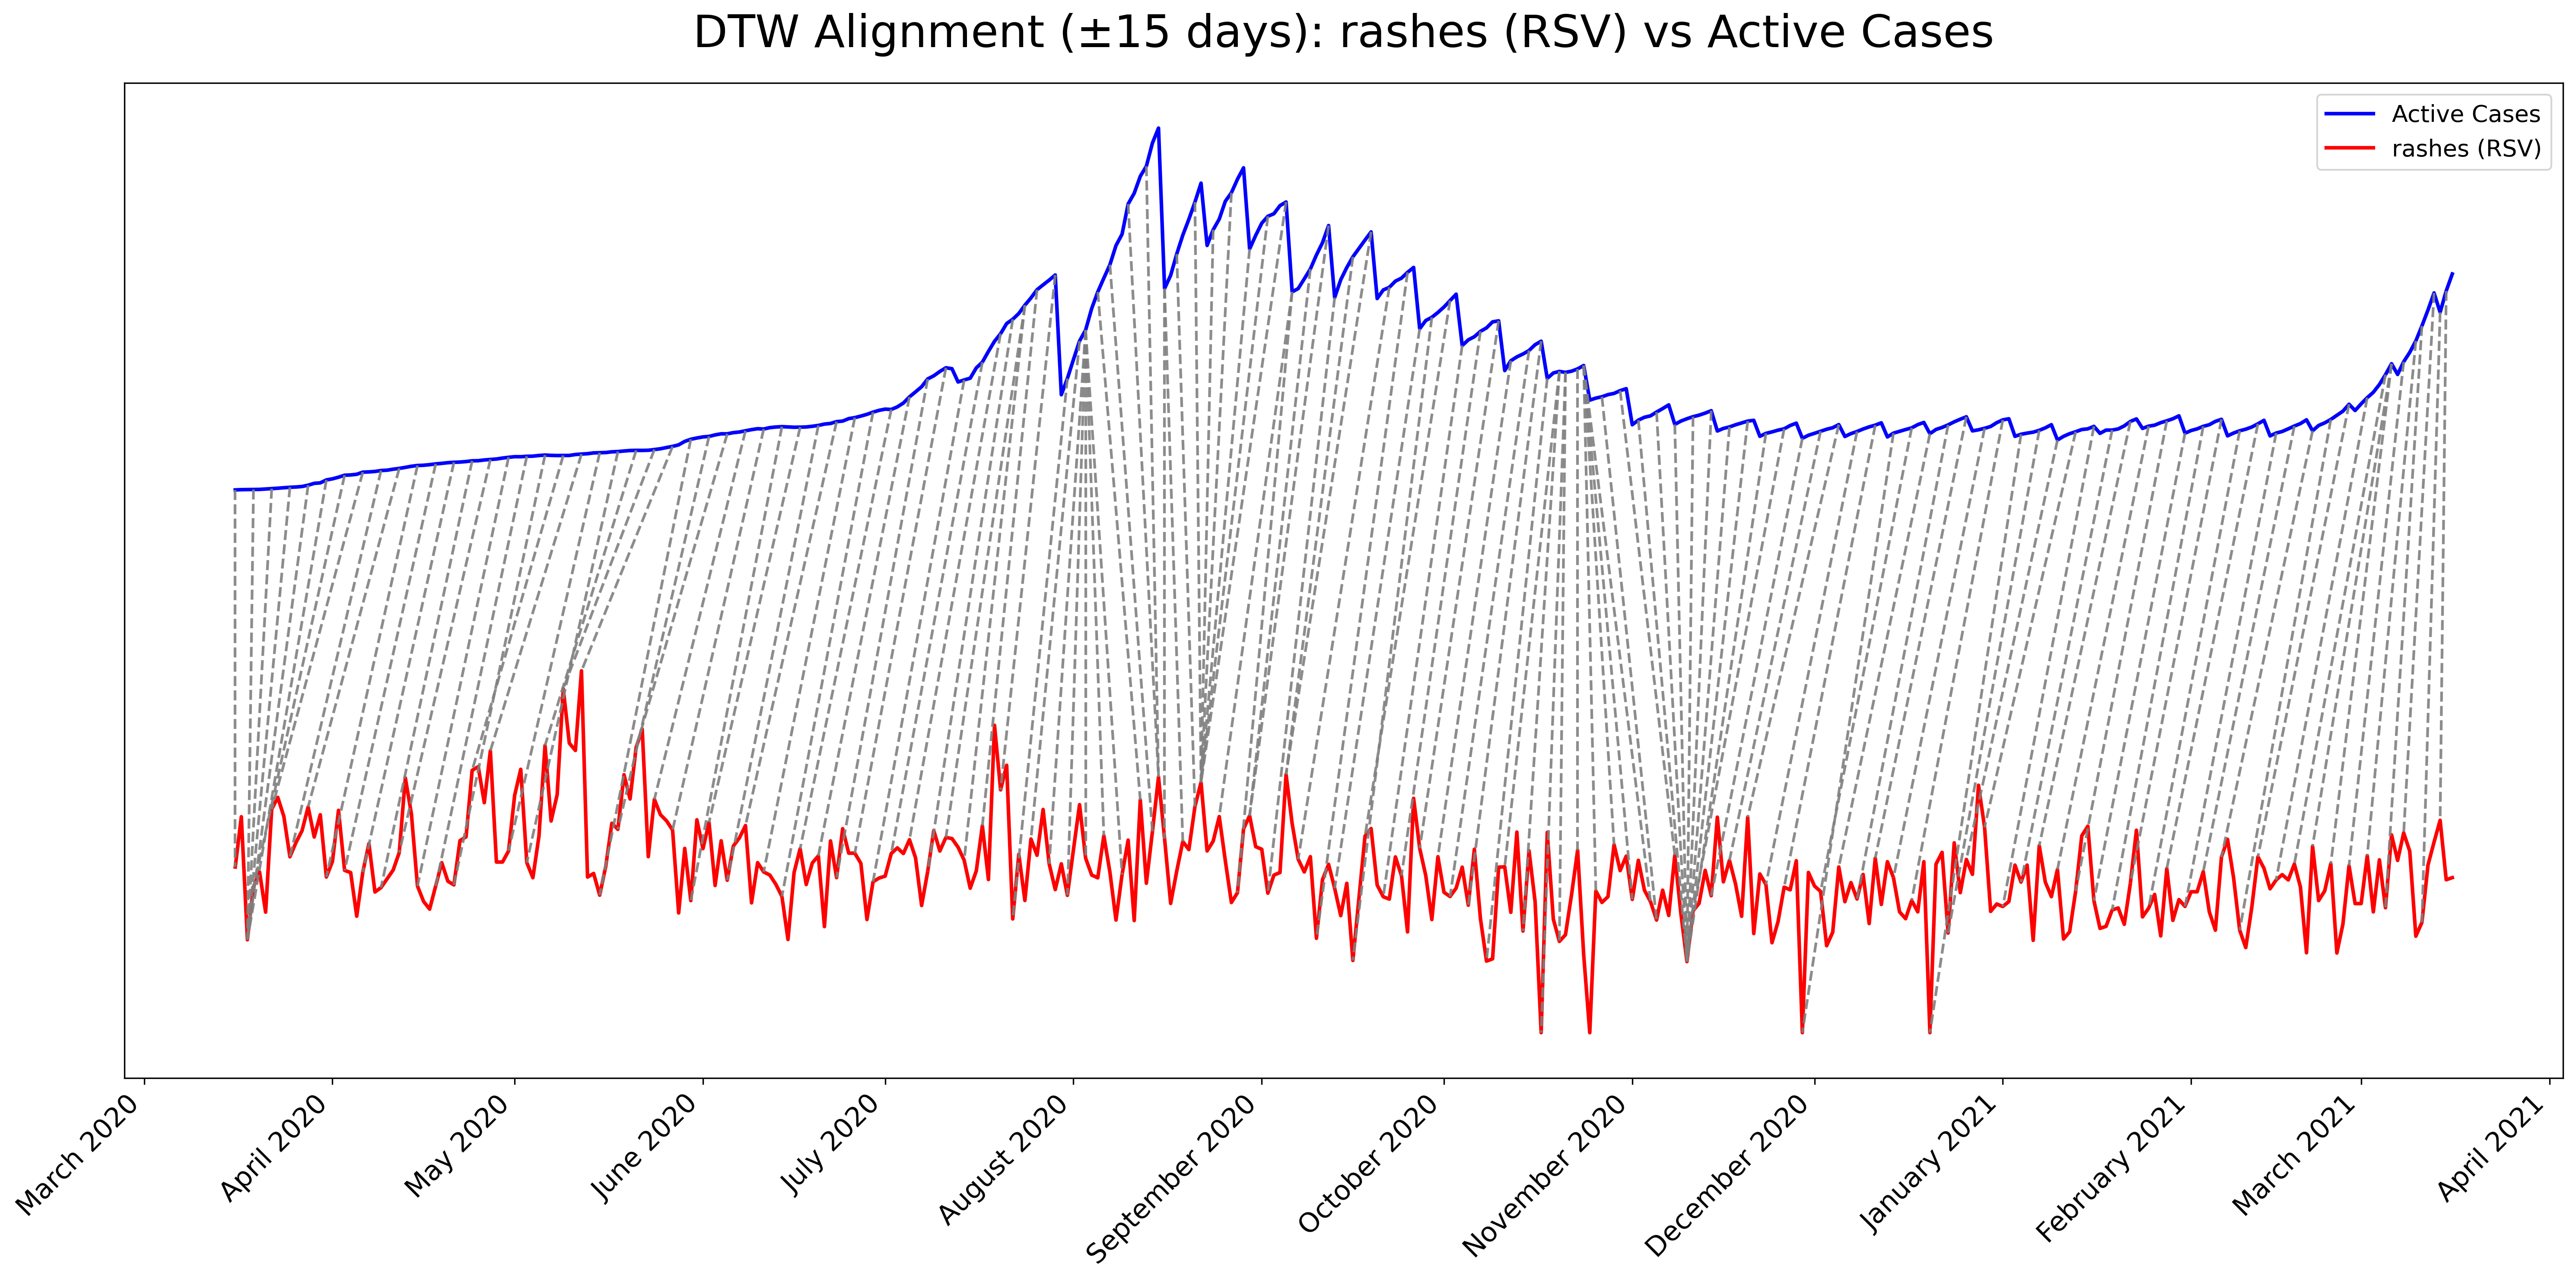 DTW Alignment (±15 days): rashes (RSV) vs Active Cases
Active Cases
rashes (RSV)
March 2020
April 2020
May 2020
June 2020
July 2020
August 2020
September 2020
October 2020
November 2020
December 2020
January 2021
February 2021
March 2021
April 2021